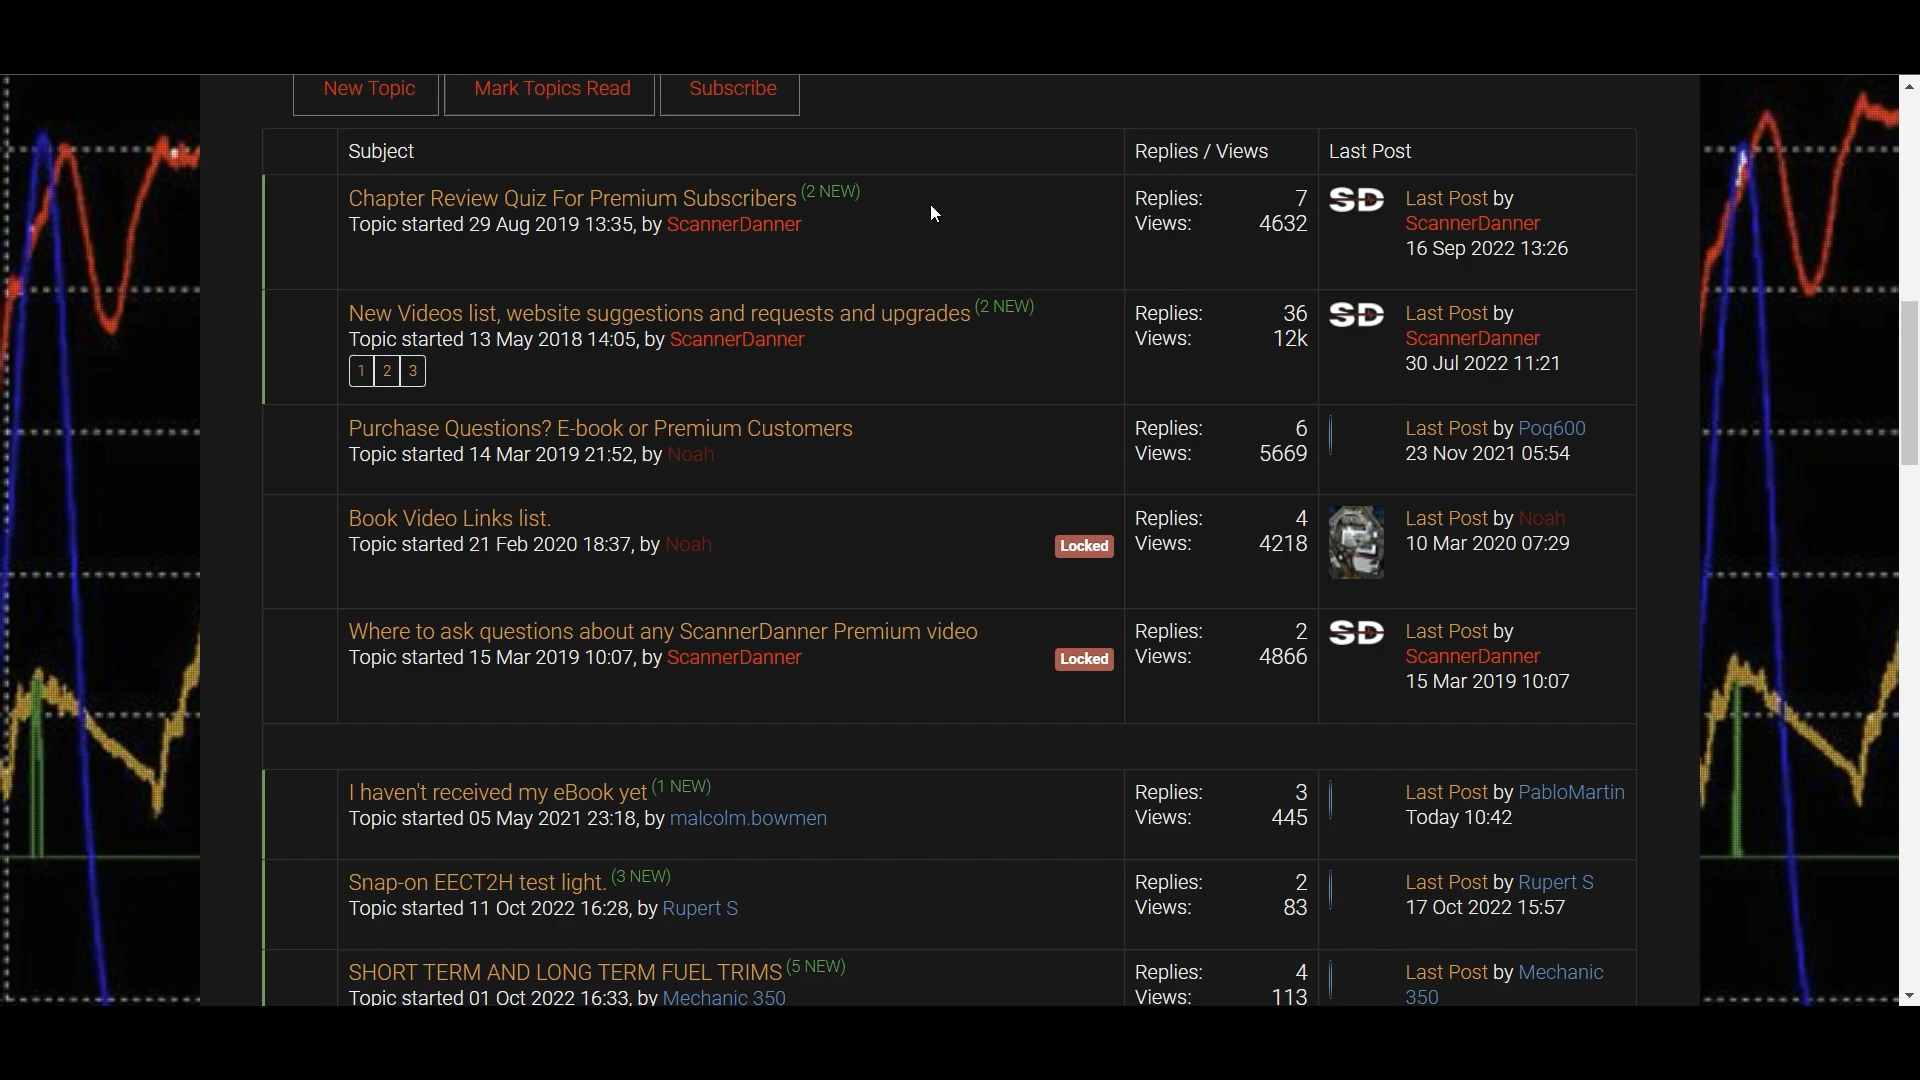 New Topic
Mark Topics Read
Subscribe
Subject
Replies / Views
Last Post
Chapter Review Quiz For Premium Subscribers (2 NEW)
Topic started 29 Aug 2019 13:35, by ScannerDanner
Replies: 7
Views: 4632
SD
Last Post by
ScannerDanner
16 Sep 2022 13:26
New Videos list, website suggestions and requests and upgrades (2 NEW)
Topic started 13 May 2018 14:05, by ScannerDanner
1 2 3
Replies: 36
Views: 12k
SD
Last Post by
ScannerDanner
30 Jul 2022 11:21
Purchase Questions? E-book or Premium Customers
Topic started 14 Mar 2019 21:52, by Noah
Replies: 6
Views: 5669
Last Post by Poq600
23 Nov 2021 05:54
Book Video Links list.
Topic started 21 Feb 2020 18:37, by Noah
Locked
Replies: 4
Views: 4218
Last Post by Noah
10 Mar 2020 07:29
Where to ask questions about any ScannerDanner Premium video
Topic started 15 Mar 2019 10:07, by ScannerDanner
Locked
Replies: 2
Views: 4866
SD
Last Post by
ScannerDanner
15 Mar 2019 10:07
I haven't received my eBook yet (1 NEW)
Topic started 05 May 2021 23:18, by malcolm.bowmen
Replies: 3
Views: 445
Last Post by PabloMartin
Today 10:42
Snap-on EECT2H test light. (3 NEW)
Topic started 11 Oct 2022 16:28, by Rupert S
Replies: 2
Views: 83
Last Post by Rupert S
17 Oct 2022 15:57
SHORT TERM AND LONG TERM FUEL TRIMS (5 NEW)
Topic started 01 Oct 2022 16:33, by Mechanic 350
Replies: 4
Views: 113
Last Post by Mechanic
350